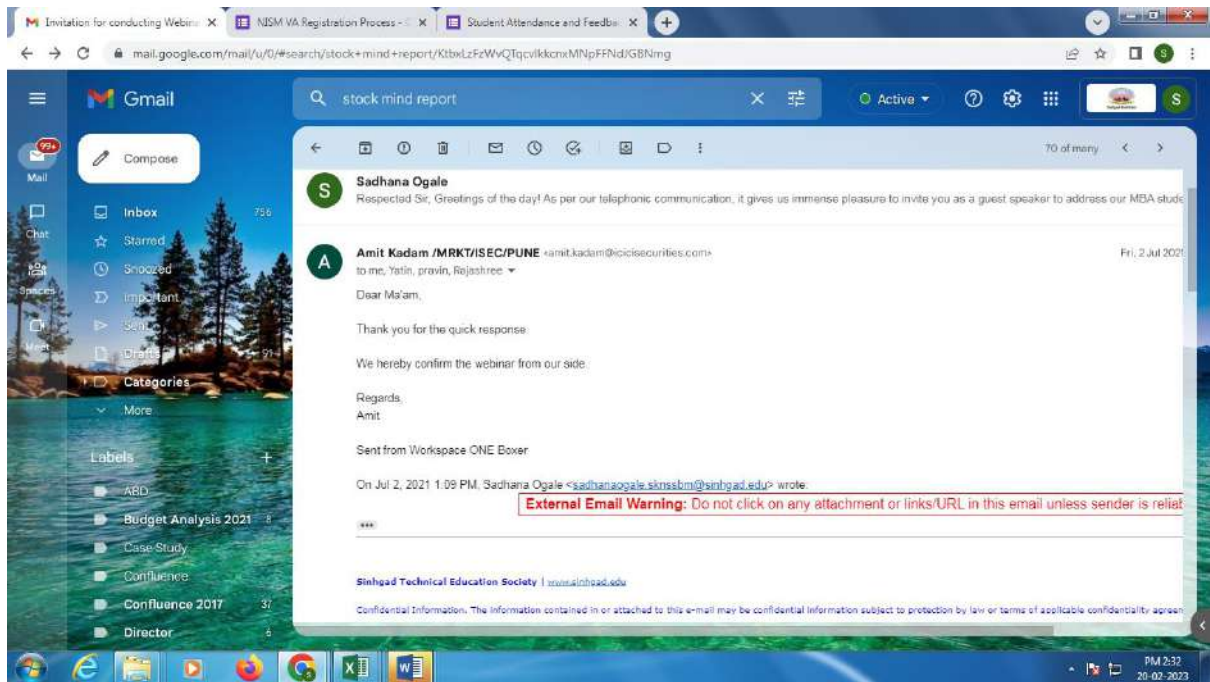 Invitation for conducting Webina
NISM VA Registration Process -
Student Attendance and Feedba
mail.google.com/mail/u/0/#search/stock+mind+report/
Gmail
stock mind report
Active
S
99+
Mail
Chat
Spaces
Meet
Compose
Inbox 756
Starred
Snoozed
Important
Sent
Drafts 91
Categories
More
Labels
ABD
Budget Analysis 2021 8
Case Study
Confluence
Confluence 2017 37
Director 6
70 of many
S
Sadhana Ogale
Respected Sir, Greetings of the day! As per our telephonic communication, it gives us immense pleasure to invite you as a guest speaker to address our MBA stude
A
Amit Kadam /MRKT/ISEC/PUNE <amit.kadam@icicisecurities.com>
Fri, 2 Jul 2021
to me, Yatin, pravin, Rajashree
Dear Ma'am,
Thank you for the quick response
We hereby confirm the webinar from our side.
Regards,
Amit
Sent from Workspace ONE Boxer
On Jul 2, 2021 1:09 PM, Sadhana Ogale <sadhanaogale.sknssbm@sinhgad.edu> wrote:
External Email Warning: Do not click on any attachment or links/URL in this email unless sender is reliab
Sinhgad Technical Education Society | www.sinhgad.edu
Confidential Information. The information contained in or attached to this e-mail may be confidential information subject to protection by law or terms of applicable confidentiality agreem
PM 2:32
20-02-2023